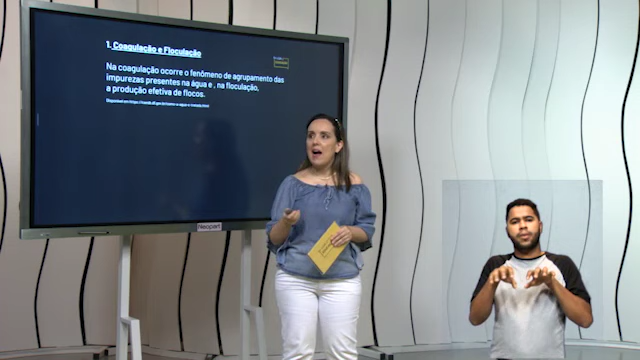 1. Coagulação e Floculação
Na coagulação ocorre o fenômeno de agrupamento das
impurezas presentes na água e , na floculação,
a produção efetiva de flocos.
Neopart